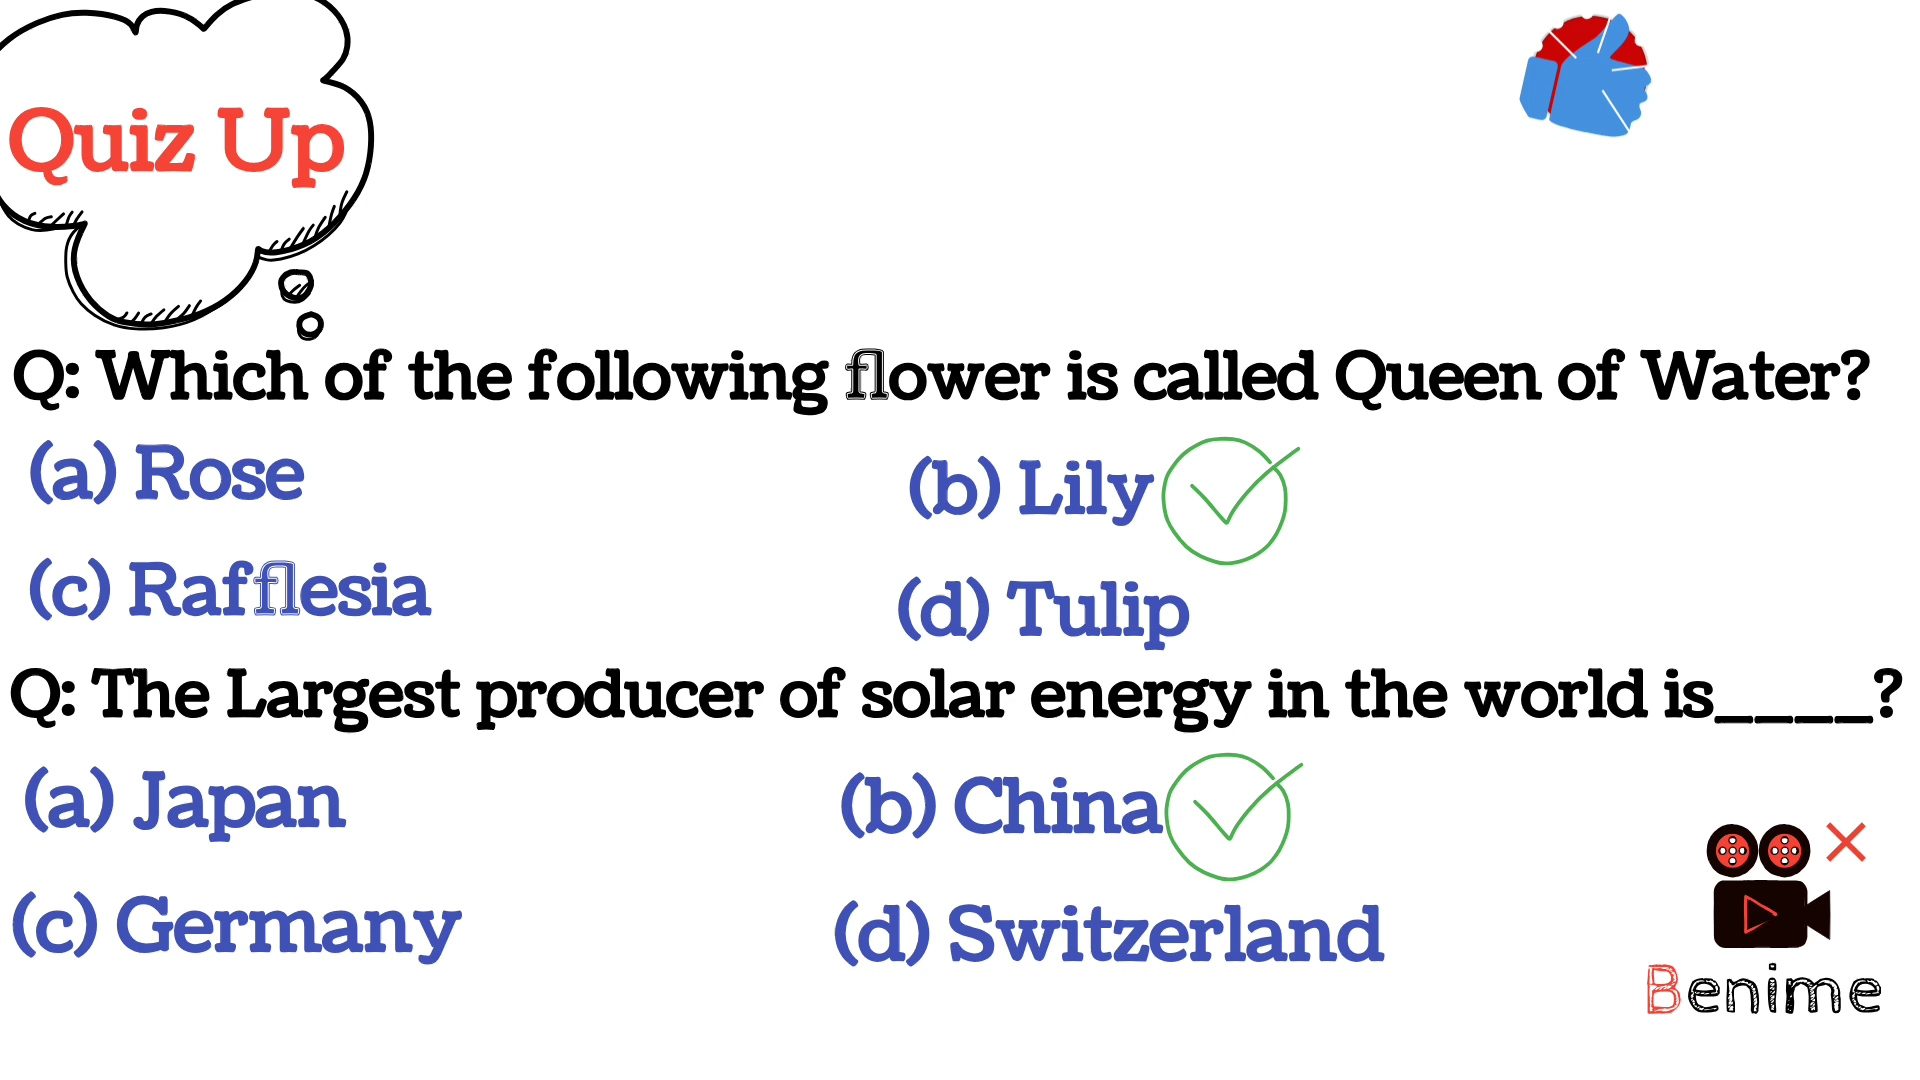 Quiz Up
Q: Which of the following flower is called Queen of Water?
(a) Rose
(b) Lily
(c) Rafflesia
(d) Tulip
Q: The Largest producer of solar energy in the world is____?
(a) Japan
(b) China
(c) Germany
(d) Switzerland
Benime